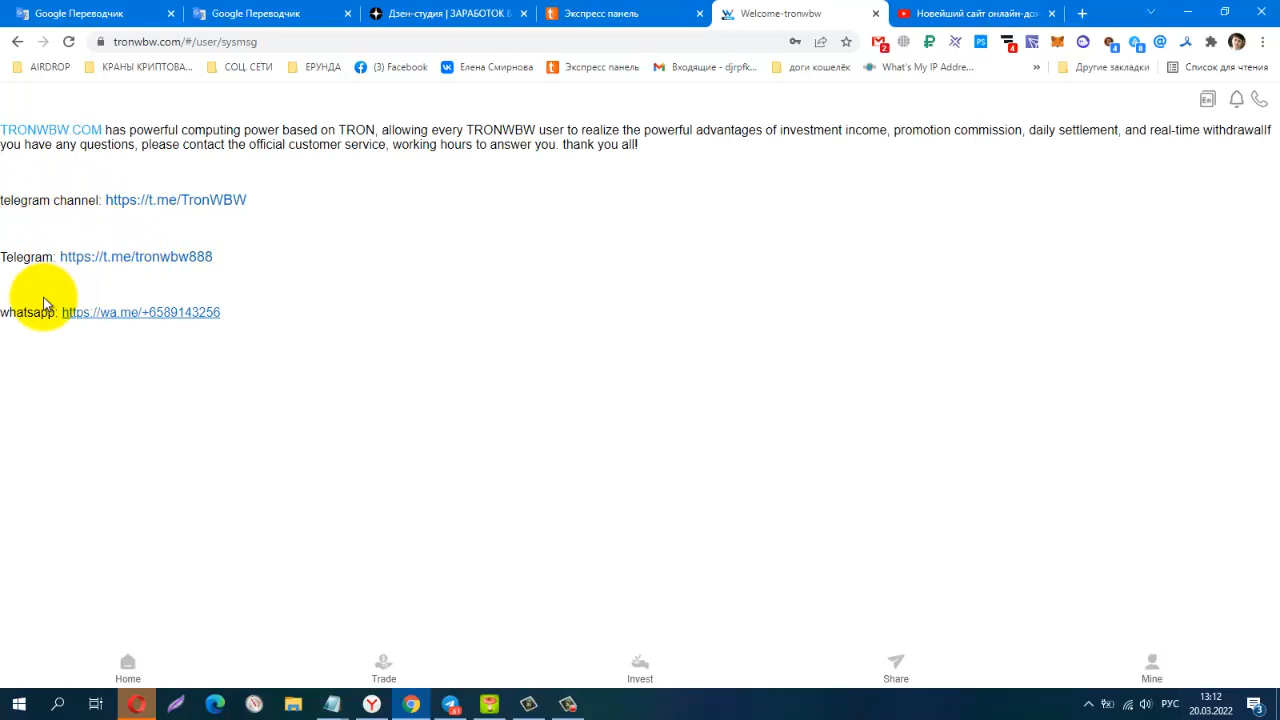 Google Переводчик
Google Переводчик
Дзен-студия | ЗАРАБОТОК
Экспресс панель
Welcome-tronwbw
Новейший сайт онлайн-до
tronwbw.com/#/user/sysmsg
AIRDROP
КРАНЫ КРИПТОВА...
СОЦ. СЕТИ
ЕРУНДА
(3) Facebook
Елена Смирнова
Экспресс панель
Входящие - djrpfk...
доги кошелёк
What's My IP Addre...
»
Другие закладки
Список для чтения
En
TRONWBW.COM has powerful computing power based on TRON, allowing every TRONWBW user to realize the powerful advantages of investment income, promotion commission, daily settlement, and real-time withdrawalIf
you have any questions, please contact the official customer service, working hours to answer you. thank you all!
telegram channel: https://t.me/TronWBW
Telegram: https://t.me/tronwbw888
whatsapp: https://wa.me/+6589143256
Home
Trade
Invest
Share
Mine
РУС
13:12
20.03.2022
3